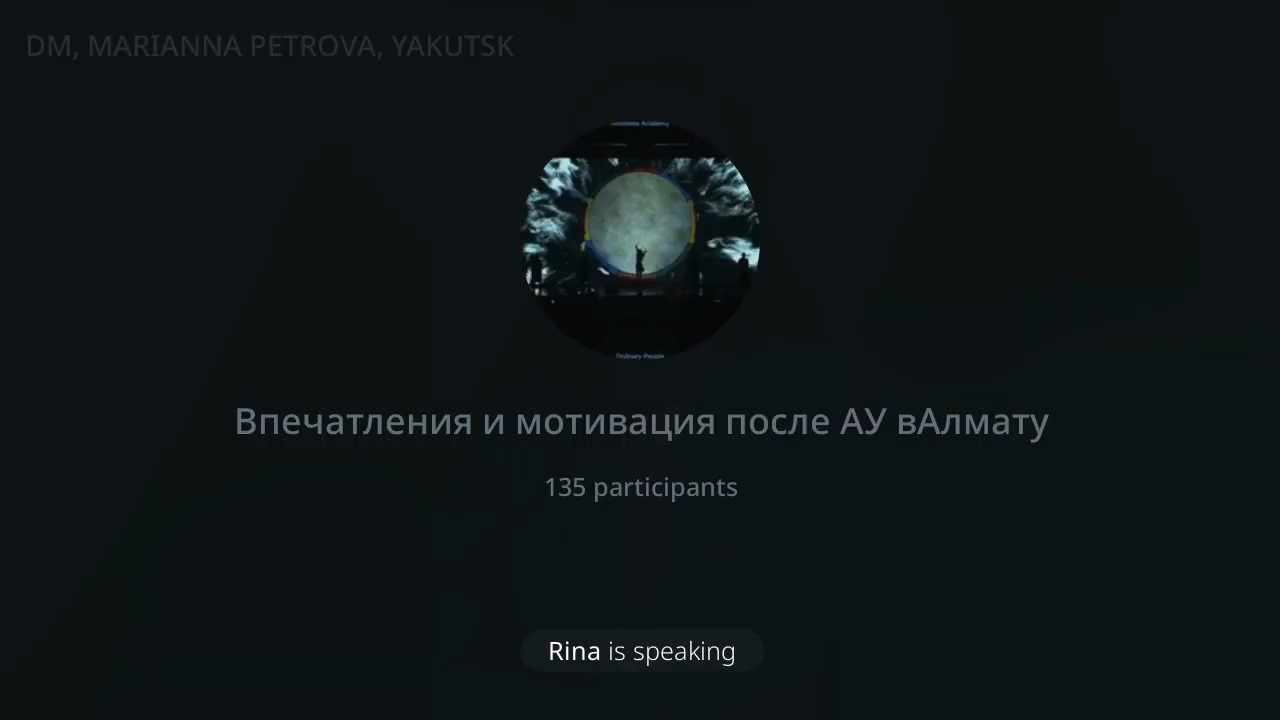 DM, MARIANNA PETROVA, YAKUTSK
Впечатления и мотивация после АУ вАлмату
135 participants
Rina is speaking